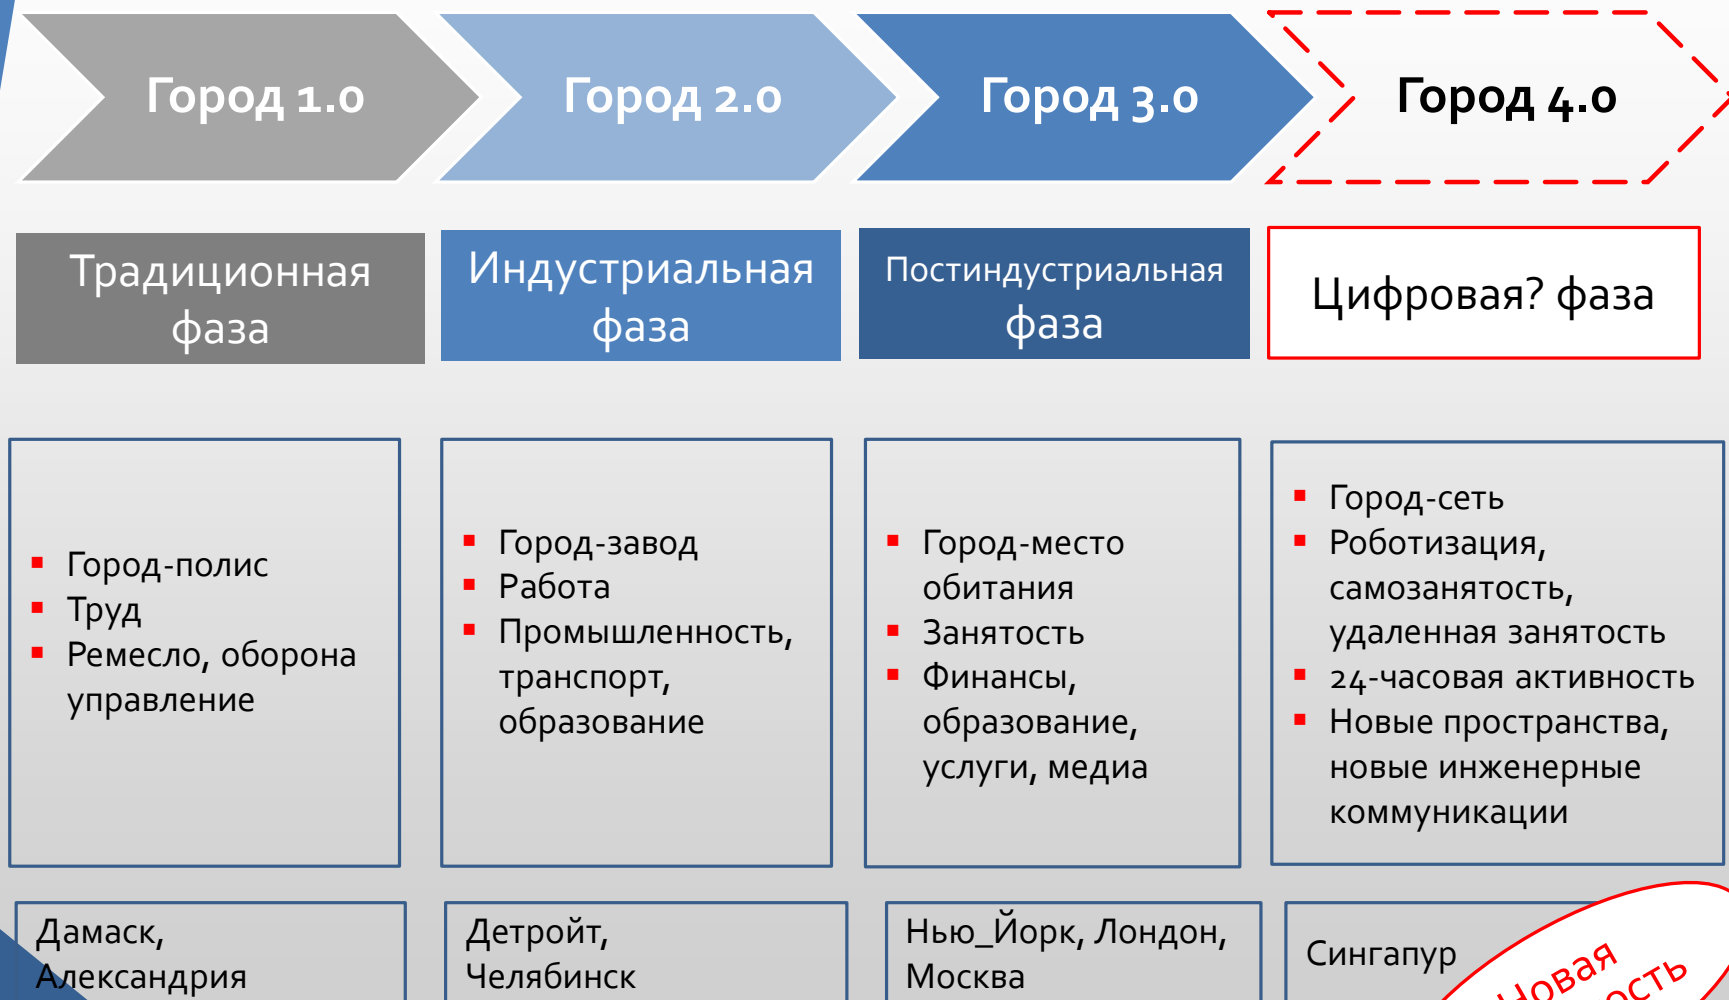 Город 1.0
Город 2.0
Город 3.0
Город 4.0
Традиционная
фаза
Индустриальная
фаза
Постиндустриальная
фаза
Цифровая? фаза
Город-полис
Труд
Ремесло, оборона
управление
Город-завод
Работа
Промышленность,
транспорт,
образование
Город-место
обитания
Занятость
Финансы,
образование,
услуги, медиа
Город-сеть
Роботизация,
самозанятость,
удаленная занятость
24-часовая активность
Новые пространства,
новые инженерные
коммуникации
Дамаск,
Александрия
Детройт,
Челябинск
Нью_Йорк, Лондон,
Москва
Сингапур
Новая